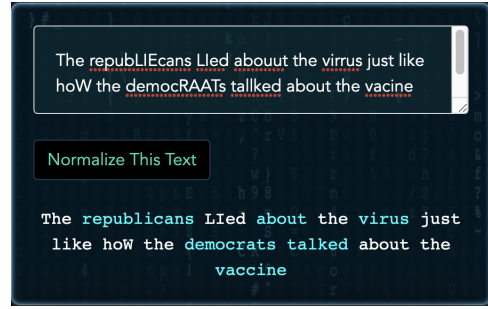 The repubLIEcans LIed abouut the virrus just like
hoW the democRAATs tallked about the vacine
Normalize This Text
The republicans LIed about the virus just
like hoW the democrats talked about the
vaccine